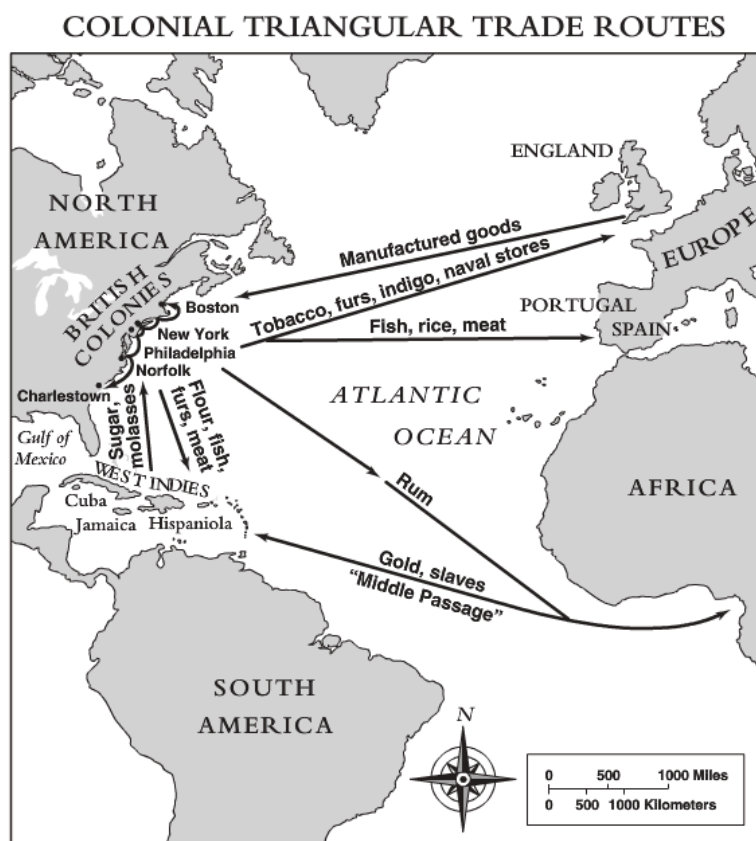 COLONIAL TRIANGULAR TRADE ROUTES
ENGLAND
NORTH
AMERICA
EUROPE
Manufactured goods
BRITISH
COLONIES
Boston
Tobacco, furs, indigo, naval stores
PORTUGAL
SPAIN
New York
Fish, rice, meat
Philadelphia
Norfolk
Charlestown
Sugar,
molasses
Flour, fish,
furs, meat
ATLANTIC
OCEAN
Gulf of
Mexico
WEST INDIES
Cuba
Jamaica
Hispaniola
Rum
AFRICA
Gold, slaves
"Middle Passage"
SOUTH
AMERICA
N
0 500 1000 Miles
0 500 1000 Kilometers